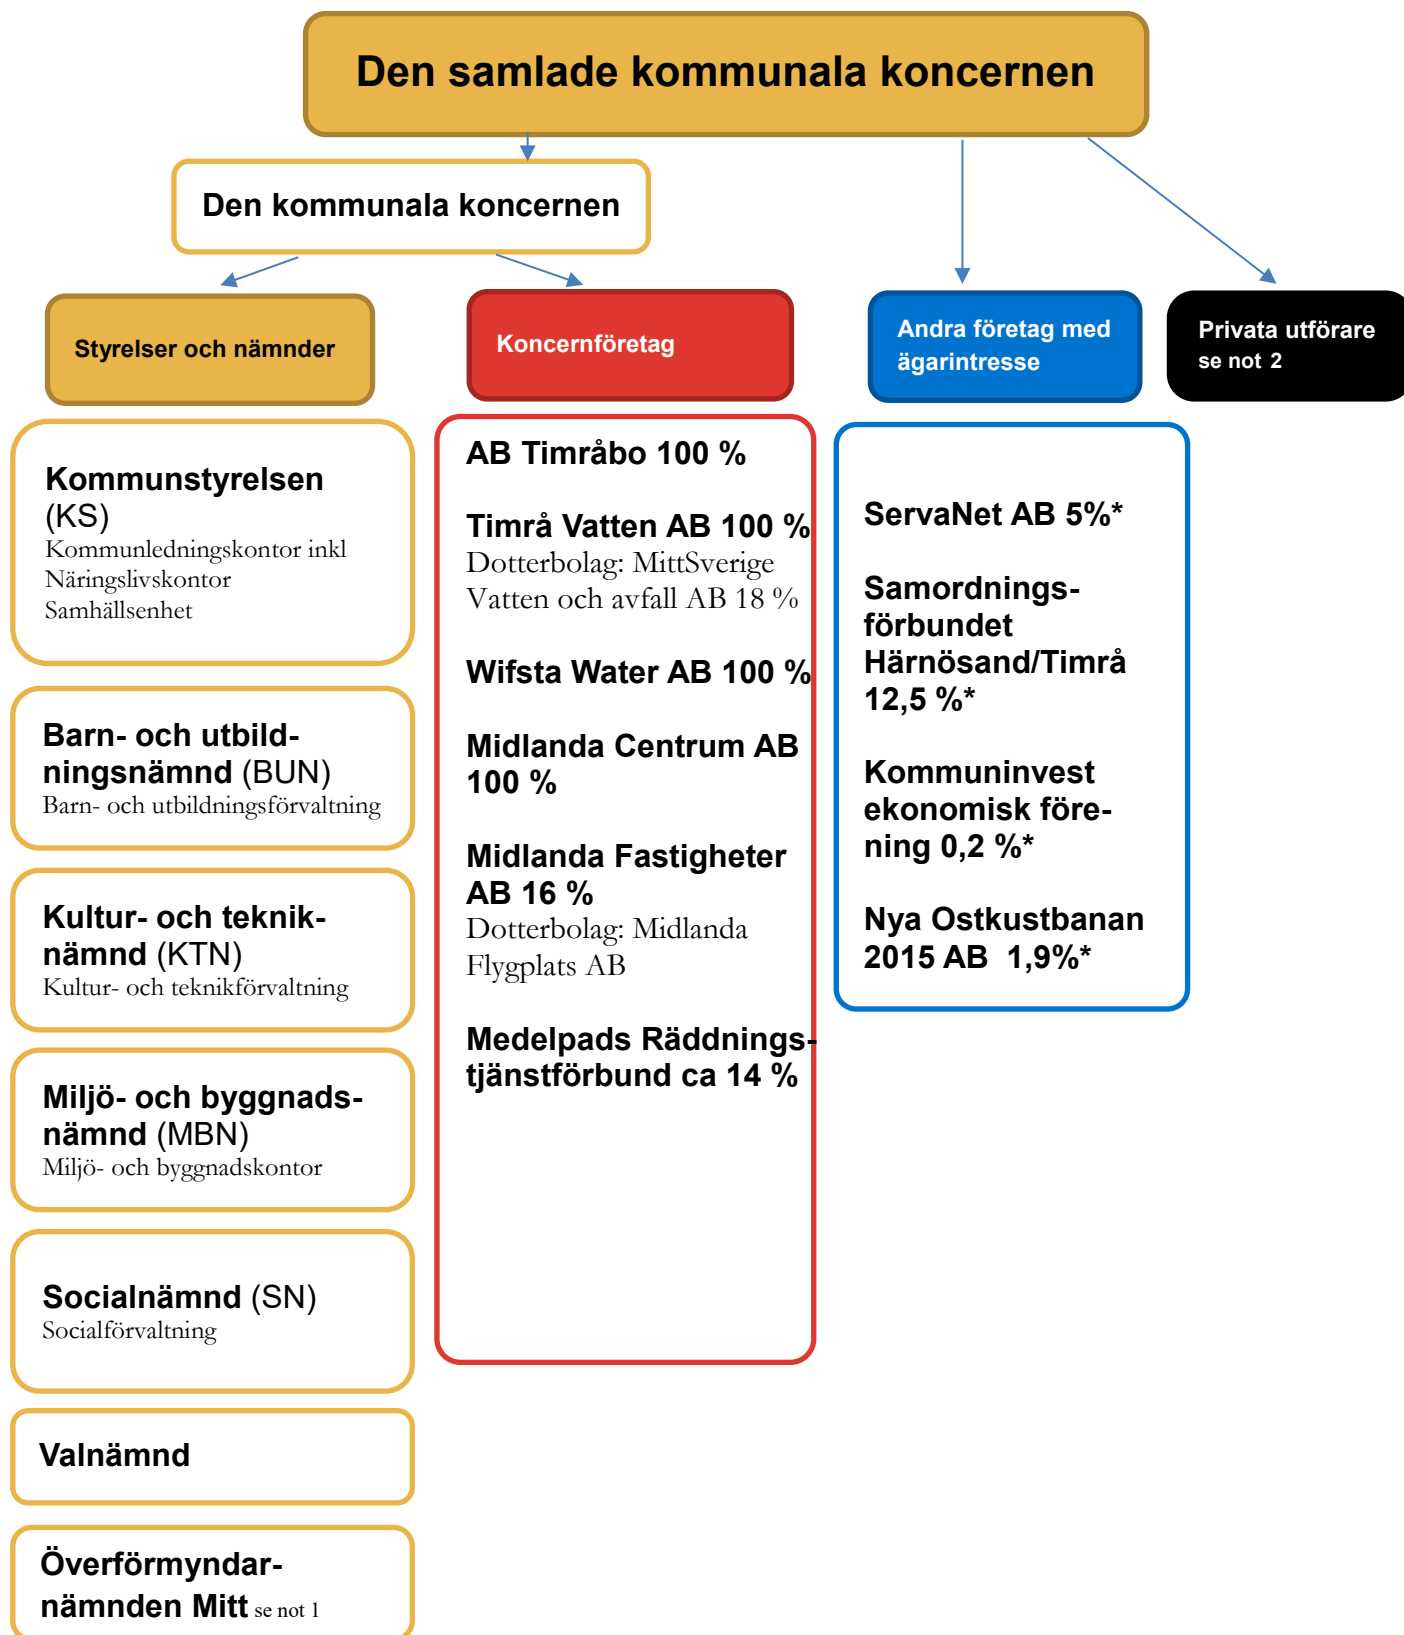 Den samlade kommunala koncernen
Den kommunala koncernen
Styrelser och nämnder
Koncernföretag
Andra företag med
ägarintresse
Privata utförare
se not 2
Kommunstyrelsen
(KS)
Kommunledningskontor inkl
Näringslivskontor
Samhällsenhet
Barn- och utbild-
ningsnämnd (BUN)
Barn- och utbildningsförvaltning
Kultur- och teknik-
nämnd (KTN)
Kultur- och teknikförvaltning
Miljö- och byggnads-
nämnd (MBN)
Miljö- och byggnadskontor
Socialnämnd (SN)
Socialförvaltning
Valnämnd
Överförmyndar-
nämnden Mitt se not 1
AB Timråbo 100 %
Timrå Vatten AB 100 %
Dotterbolag: MittSverige
Vatten och avfall AB 18 %
Wifsta Water AB 100 %
Midlanda Centrum AB
100 %
Midlanda Fastigheter
AB 16 %
Dotterbolag: Midlanda
Flygplats AB
Medelpads Räddnings-
tjänstförbund ca 14 %
ServaNet AB 5%*
Samordnings-
förbundet
Härnösand/Timrå
12,5 %*
Kommuninvest
ekonomisk före-
ning 0,2 %*
Nya Ostkustbanan
2015 AB  1,9%*